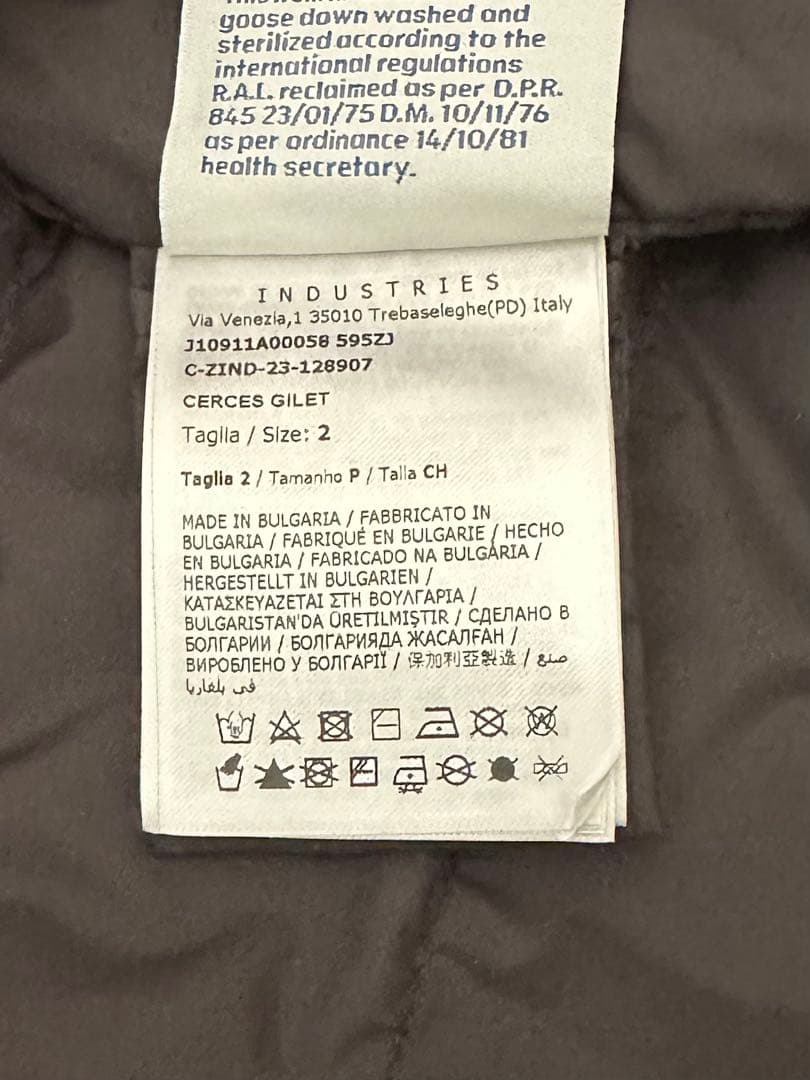 goose down washed and
sterilized according to the
international regulations
R.A.L. reclaimed as per D.P.R.
845 23/01/75 D.M. 10/11/76
as per ordinance 14/10/81
health secretary.
INDUSTRIES
Via Venezia,1 35010 Trebaseleghe(PD) Italy
J10911A00058 595ZJ
C-ZIND-23-128907
CERCES GILET
Taglia / Size: 2
Taglia 2 / Tamanho P / Talla CH
MADE IN BULGARIA / FABBRICATO IN
BULGARIA / FABRIQUÉ EN BULGARIE / HECHO
EN BULGARIA / FABRICADO NA BULGÁRIA /
HERGESTELLT IN BULGARIEN /
ΚΑΤΑΣΚΕΥΑΖΕΤΑΙ ΣΤΗ ΒΟΥΛΓΑΡΙΑ /
BULGARISTAN'DA ÜRETILMIŞTIR / СДЕЛАНО В
БОЛГАРИИ / БОЛГАРИЯДА ЖАСАЛҒАН /
ВИРОБЛЕНО У БОЛГАРІЇ / 保加利亞製造 / صنع
في بلغاريا